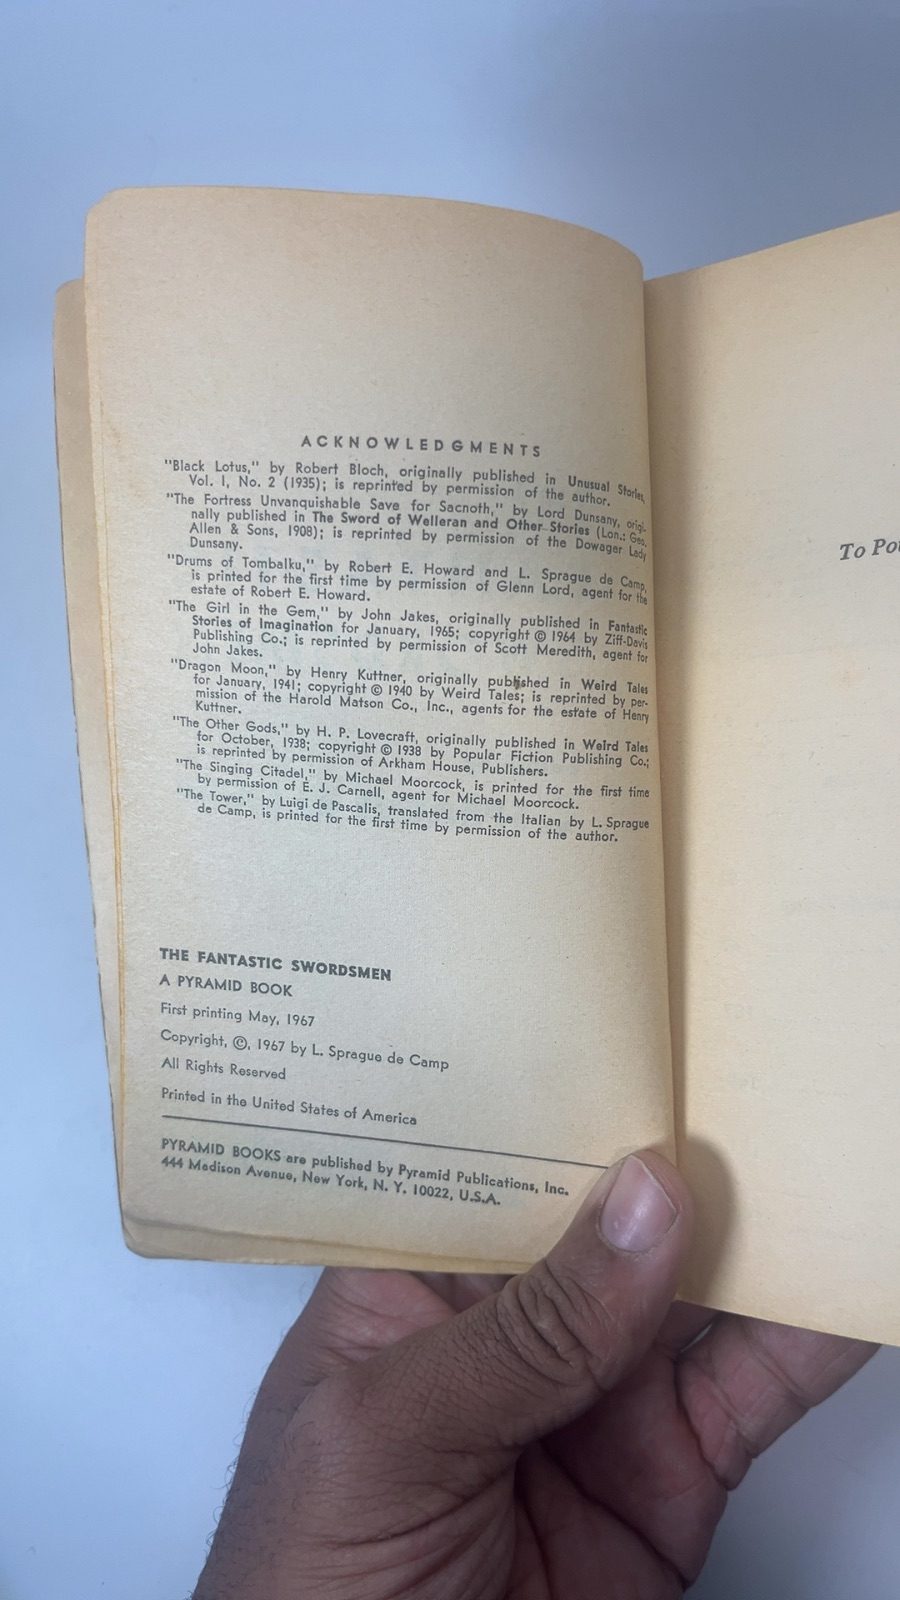 ACKNOWLEDGMENTS
"Black Lotus," by Robert Bloch, originally published in Unusual Stories,
Vol. I, No. 2 (1935); is reprinted by permission of the author.
"The Fortress Unvanquishable Save for Sacnoth," by Lord Dunsany, origi-
nally published in The Sword of Welleran and Other Stories (Lon.: Geo.
Allen & Sons, 1908); is reprinted by permission of the Dowager Lady
Dunsany.
"Drums of Tombalku," by Robert E. Howard and L. Sprague de Camp,
is printed for the first time by permission of Glenn Lord, agent for the
estate of Robert E. Howard.
"The Girl in the Gem," by John Jakes, originally published in Fantastic
Stories of Imagination for January, 1965; copyright © 1964 by Ziff-Davis
Publishing Co.; is reprinted by permission of Scott Meredith, agent for
John Jakes.
"Dragon Moon," by Henry Kuttner, originally published in Weird Tales
for January, 1941; copyright © 1940 by Weird Tales; is reprinted by per-
mission of the Harold Matson Co., Inc., agents for the estate of Henry
Kuttner.
"The Other Gods," by H. P. Lovecraft, originally published in Weird Tales
for October, 1938; copyright © 1938 by Popular Fiction Publishing Co.;
is reprinted by permission of Arkham House, Publishers.
"The Singing Citadel," by Michael Moorcock, is printed for the first time
by permission of E. J. Carnell, agent for Michael Moorcock.
"The Tower," by Luigi de Pascalis, translated from the Italian by L. Sprague
de Camp, is printed for the first time by permission of the author.
THE FANTASTIC SWORDSMEN
A PYRAMID BOOK
First printing May, 1967
Copyright, ©, 1967 by L. Sprague de Camp
All Rights Reserved
Printed in the United States of America
PYRAMID BOOKS are published by Pyramid Publications, Inc.
444 Madison Avenue, New York, N. Y. 10022, U.S.A.
To